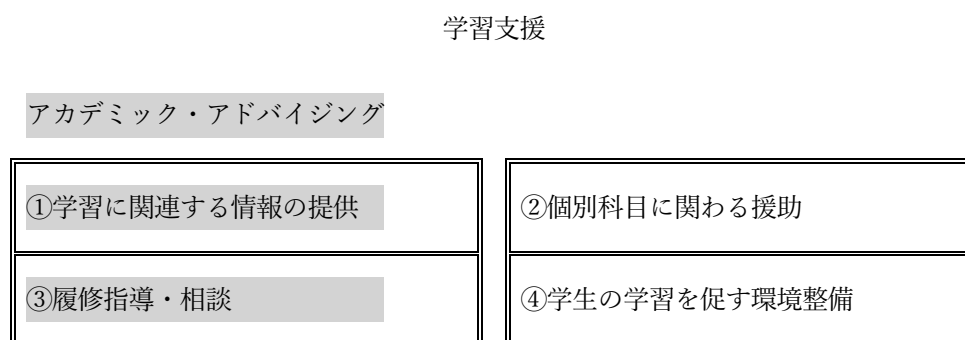 学習支援
アカデミック・アドバイジング
①学習に関連する情報の提供
②個別科目に関わる援助
③履修指導・相談
④学生の学習を促す環境整備